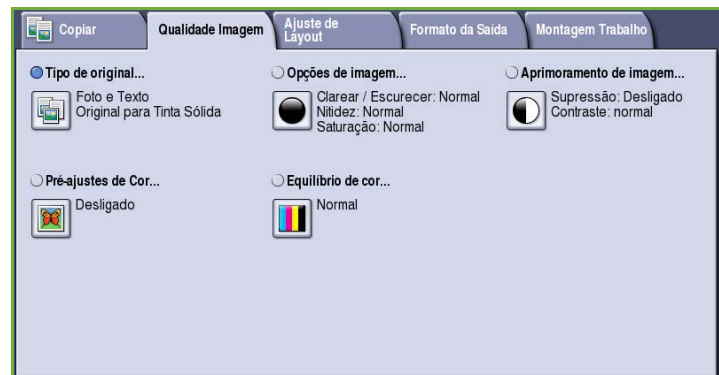 Copiar
Qualidade Imagem
Ajuste de
Láyout
Formato da Saída
Montagem Trabalho
Tipo de original...
Foto e Texto
Original para Tinta Sólida
Opções de imagem...
Clarear / Escurecer: Normal
Nitidez: Normal
Saturação: Normal
Aprimoramento de imagem...
Supressão: Desligado
Contraste: normal
Pré-ajustes de Cor...
Desligado
Equilíbrio de cor...
Normal